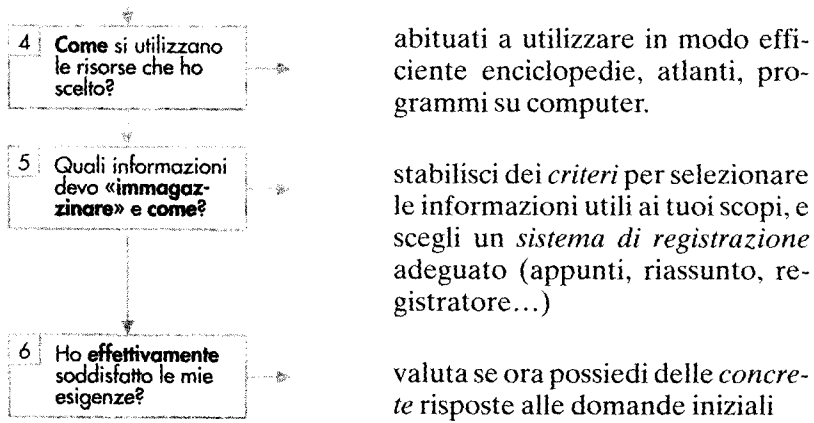 4 Come si utilizzano
le risorse che ho
scelto?
abituati a utilizzare in modo effi-
ciente enciclopedie, atlanti, pro-
grammi su computer.
5 Quali informazioni
devo «immagaz-
zinare» e come?
stabilisci dei criteri per selezionare
le informazioni utili ai tuoi scopi, e
scegli un sistema di registrazione
adeguato (appunti, riassunto, re-
gistratore...)
6 Ho effettivamente
soddisfatto le mie
esigenze?
valuta se ora possiedi delle concre-
te risposte alle domande iniziali